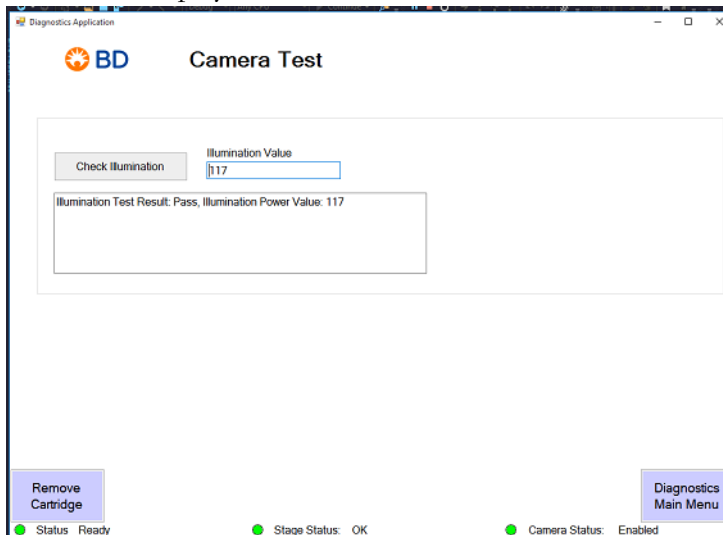 Diagnostics Application
BD
Camera Test
Illumination Value
Check Illumination
117
Illumination Test Result: Pass, Illumination Power Value: 117
Remove
Cartridge
Diagnostics
Main Menu
Status Ready
Stage Status: OK
Camera Status: Enabled